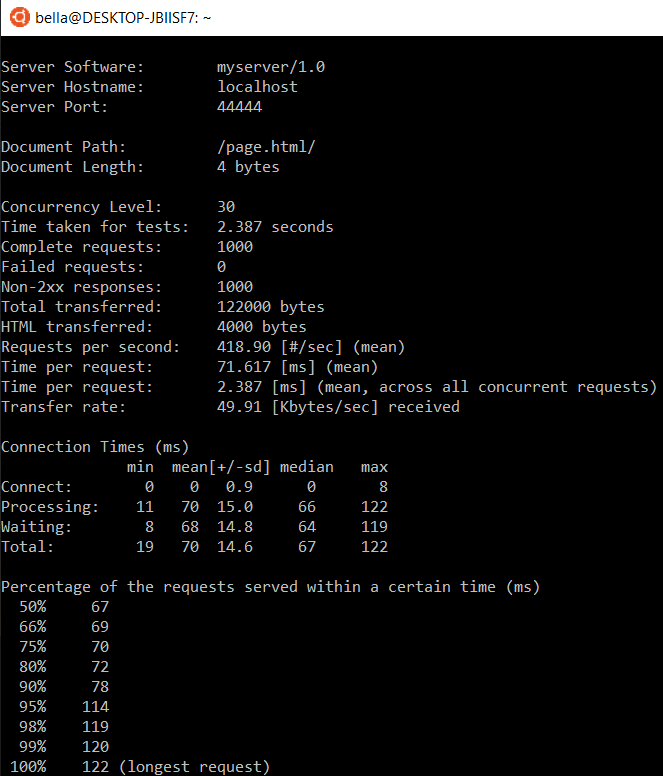 bella@DESKTOP-JBIISF7: ~
Server Software:        myserver/1.0
Server Hostname:        localhost
Server Port:            44444
Document Path:          /page.html/
Document Length:        4 bytes
Concurrency Level:      30
Time taken for tests:   2.387 seconds
Complete requests:      1000
Failed requests:        0
Non-2xx responses:      1000
Total transferred:      122000 bytes
HTML transferred:       4000 bytes
Requests per second:    418.90 [#/sec] (mean)
Time per request:       71.617 [ms] (mean)
Time per request:       2.387 [ms] (mean, across all concurrent requests)
Transfer rate:          49.91 [Kbytes/sec] received
Connection Times (ms)
              min  mean[+/-sd] median   max
Connect:        0    0   0.9      0       8
Processing:    11   70  15.0     66     122
Waiting:        8   68  14.8     64     119
Total:         19   70  14.6     67     122
Percentage of the requests served within a certain time (ms)
  50%     67
  66%     69
  75%     70
  80%     72
  90%     78
  95%    114
  98%    119
  99%    120
 100%    122 (longest request)